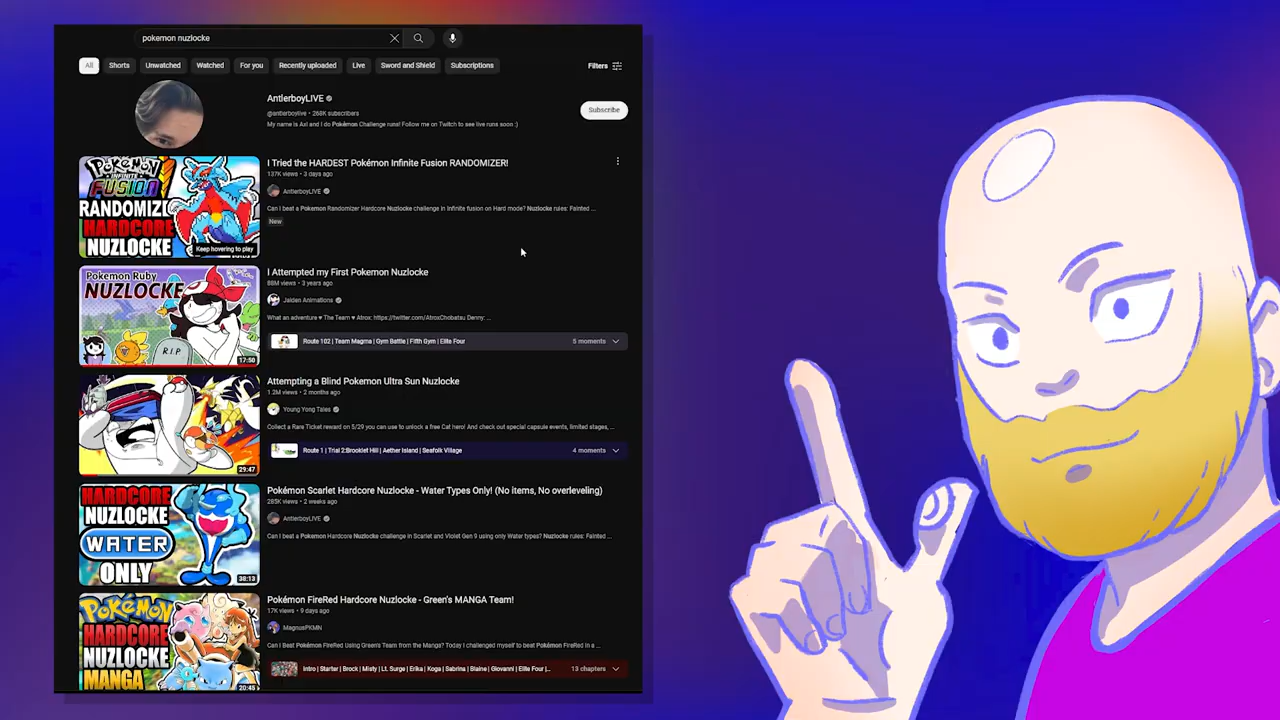 pokemon nuzlocke
All Shorts Unwatched Watched For you Recently uploaded Live Sword and Shield Subscriptions Filters
AntlerboyLIVE
@antlerboylive • 268K subscribers
My name is Axl and I do Pokémon Challenge runs! Follow me on Twitch to see live runs soon :)
Subscribe
POKÉMON
INFINITE
FUSION
RANDOMIZ
HARDCORE
NUZLOCKE
Keep hovering to play
I Tried the HARDEST Pokémon Infinite Fusion RANDOMIZER!
137K views • 3 days ago
AntlerboyLIVE
Can I beat a Pokemon Randomizer Hardcore Nuzlocke challenge in Infinite fusion on Hard mode? Nuzlocke rules: Fainted ...
New
Pokemon Ruby
NUZLOCKE
R.I.P
17:50
I Attempted my First Pokemon Nuzlocke
88M views • 3 years ago
Jaiden Animations
What an adventure ♥ The Team ♥ Atrox: https://twitter.com/AtroxChobatsu Denny: ...
Route 102 | Team Magma | Gym Battle | Fifth Gym | Elite Four
5 moments
29:47
Attempting a Blind Pokemon Ultra Sun Nuzlocke
1.2M views • 2 months ago
Young Yong Tales
Collect a Rare Ticket reward on 5/29 you can use to unlock a free Cat hero! And check out special capsule events, limited stages, ...
Route 1 | Trial 2:Brooklet Hill | Aether Island | Seafolk Village
4 moments
HARDCORE
NUZLOCKE
WATER
ONLY
38:13
Pokémon Scarlet Hardcore Nuzlocke - Water Types Only! (No items, No overleveling)
285K views • 2 weeks ago
AntlerboyLIVE
Can I beat a Pokemon Hardcore Nuzlocke challenge in Scarlet and Violet Gen 9 using only Water types? Nuzlocke rules: Fainted ...
POKÉMON
HARDCORE
NUZLOCKE
MANGA
20:45
Pokémon FireRed Hardcore Nuzlocke - Green's MANGA Team!
17K views • 9 days ago
MagnusPKMN
Can I Beat Pokémon FireRed Using Green's Team from the Manga? Today I challenged myself to beat Pokémon FireRed in a ...
Intro | Starter | Brock | Misty | Lt. Surge | Erika | Koga | Sabrina | Blaine | Giovanni | Elite Four |...
13 chapters